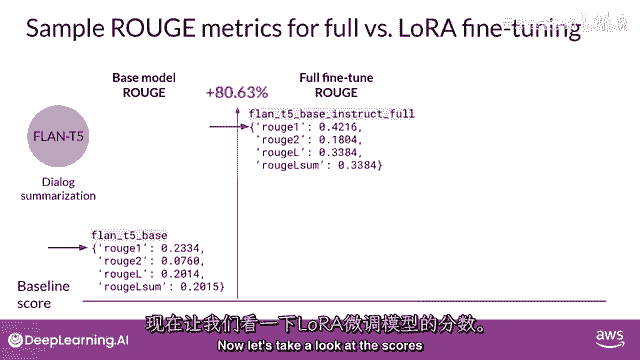 Sample ROUGE metrics for full vs. LoRA fine-tuning
Base model
ROUGE
+80.63%
Full fine-tune
ROUGE
flan_t5_base_instruct_full
{'rouge1': 0.4216,
'rouge2': 0.1804,
'rougeL': 0.3384,
'rougeLsum': 0.3384}
FLAN-T5
Dialog
summarization
flan_t5_base
{'rouge1': 0.2334,
'rouge2': 0.0760,
'rougeL': 0.2014,
'rougeLsum': 0.2015}
Baseline
score
现在让我们看一下LoRA微调模型的分数。
Now let's take a look at the scores
DeepLearning.AI
aws